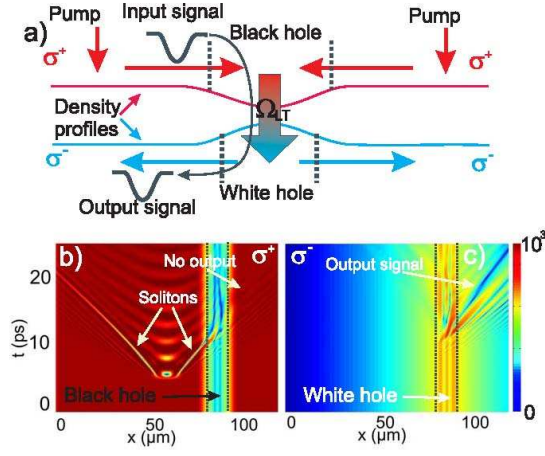 a)
Input signal
Pump
Black hole
Pump
σ+
σ+
Density
profiles
Ω_LT
σ-
σ-
White hole
Output signal
b)
No output
σ+
σ-
c)
10³
Output signal
Solitons
t (ps)
20
10
0
Black hole
White hole
0
0 50 100
x (µm)
0 50 100
x (µm)